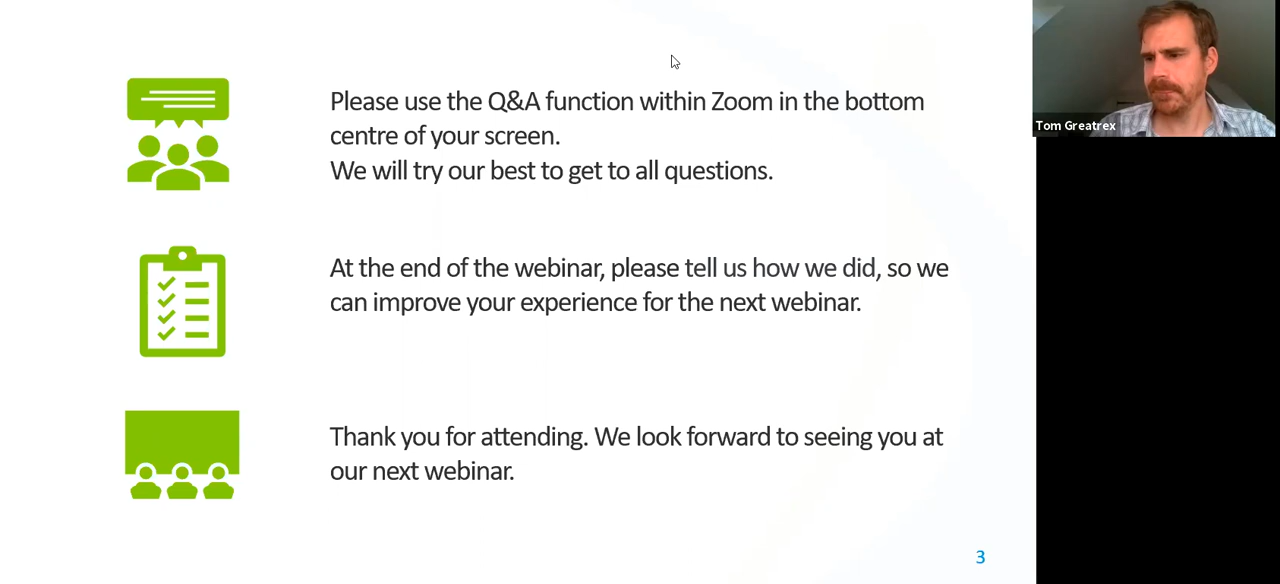 Please use the Q&A function within Zoom in the bottom
centre of your screen.
We will try our best to get to all questions.
At the end of the webinar, please tell us how we did, so we
can improve your experience for the next webinar.
Thank you for attending. We look forward to seeing you at
our next webinar.
3
Tom Greatrex